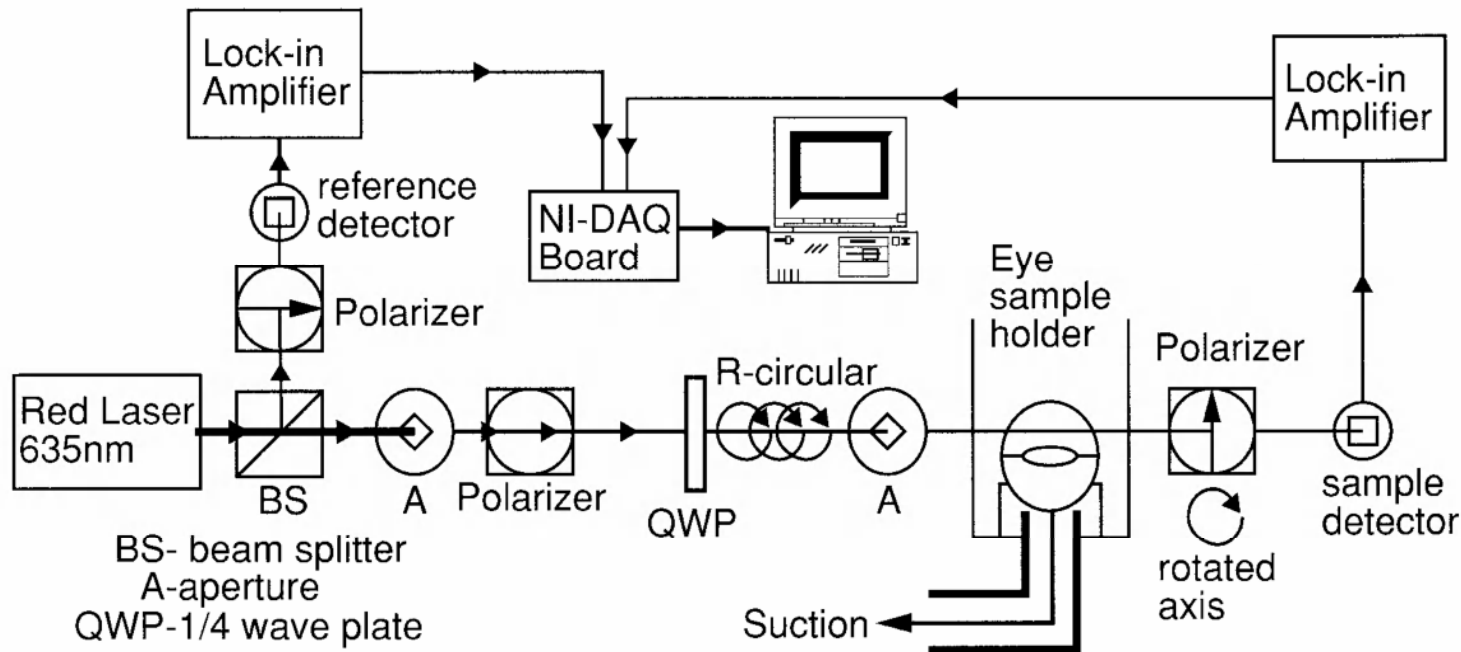 Lock-in
Amplifier
Lock-in
Amplifier
reference
detector
NI-DAQ
Board
Polarizer
Eye
sample
holder
Polarizer
Red Laser
635nm
R-circular
BS
A
Polarizer
QWP
A
sample
detector
rotated
axis
BS- beam splitter
A-aperture
QWP-1/4 wave plate
Suction